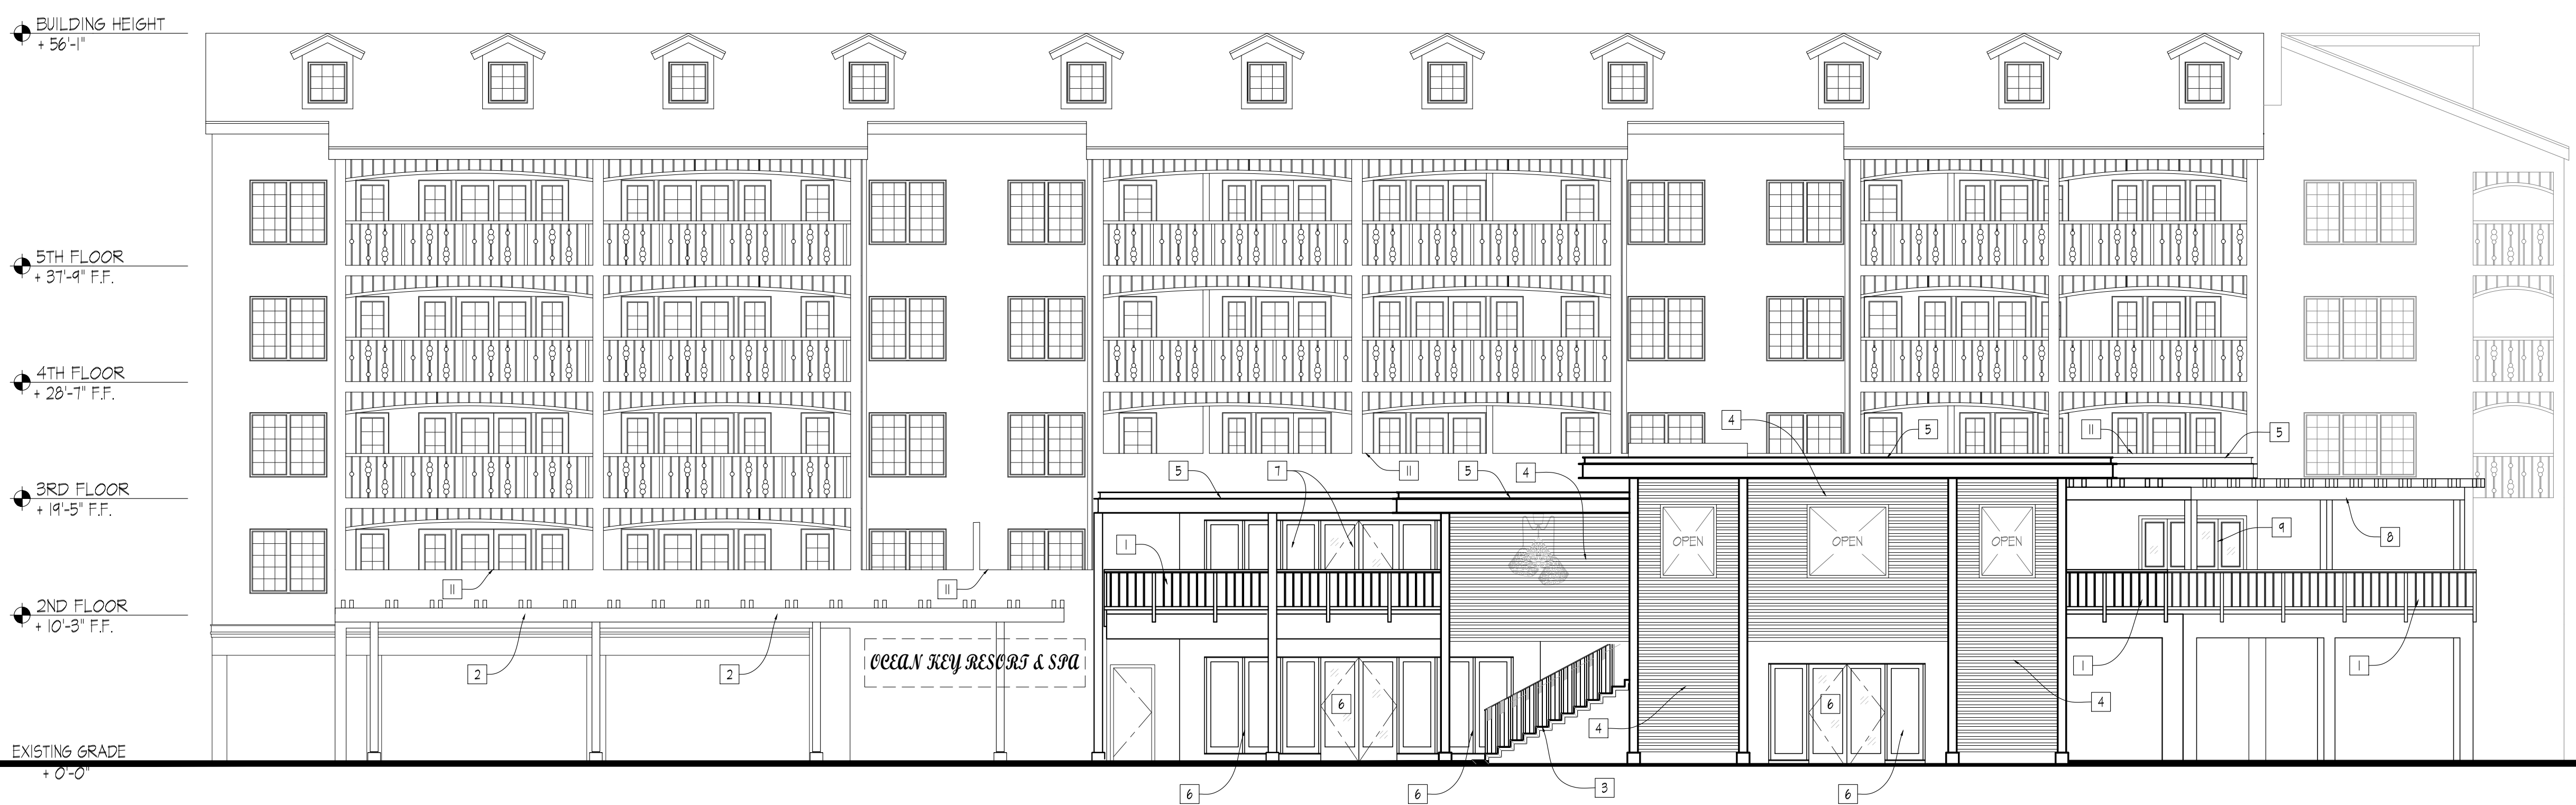 BUILDING HEIGHT
+ 56'-1"
5TH FLOOR
+ 37'-9" F.F.
4TH FLOOR
+ 28'-7" F.F.
4
5
11
5
5
7
11
5
4
3RD FLOOR
+ 19'-5" F.F.
9
8
OPEN
OPEN
OPEN
1
11
11
2ND FLOOR
+ 10'-3" F.F.
OCEAN KEY RESORT & SPA
2
2
1
1
6
6
4
4
EXISTING GRADE
+ 0'-0"
6
6
3
6